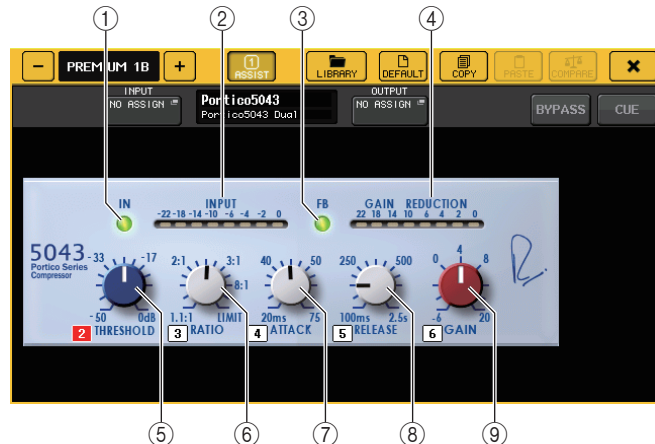 ① ② ③ ④
− PREMIUM 1B + 1 ASSIST LIBRARY DEFAULT COPY PASTE COMPARE ×
INPUT OUTPUT
NO ASSIGN Portico5043 NO ASSIGN BYPASS CUE
Portico5043 Dual
IN INPUT FB GAIN REDUCTION
-22 -18 -14 -10 -6 -4 -2 0 22 18 14 10 6 4 2 0
5043 -33 -17 2:1 3:1 40 50 250 500 0 4 8
Portico Series
Compressor 8:1
-50 0dB 1.1:1 LIMIT 20ms 75 100ms 2.5s -6 20
2 THRESHOLD 3 RATIO 4 ATTACK 5 RELEASE 6 GAIN
⑤ ⑥ ⑦ ⑧ ⑨